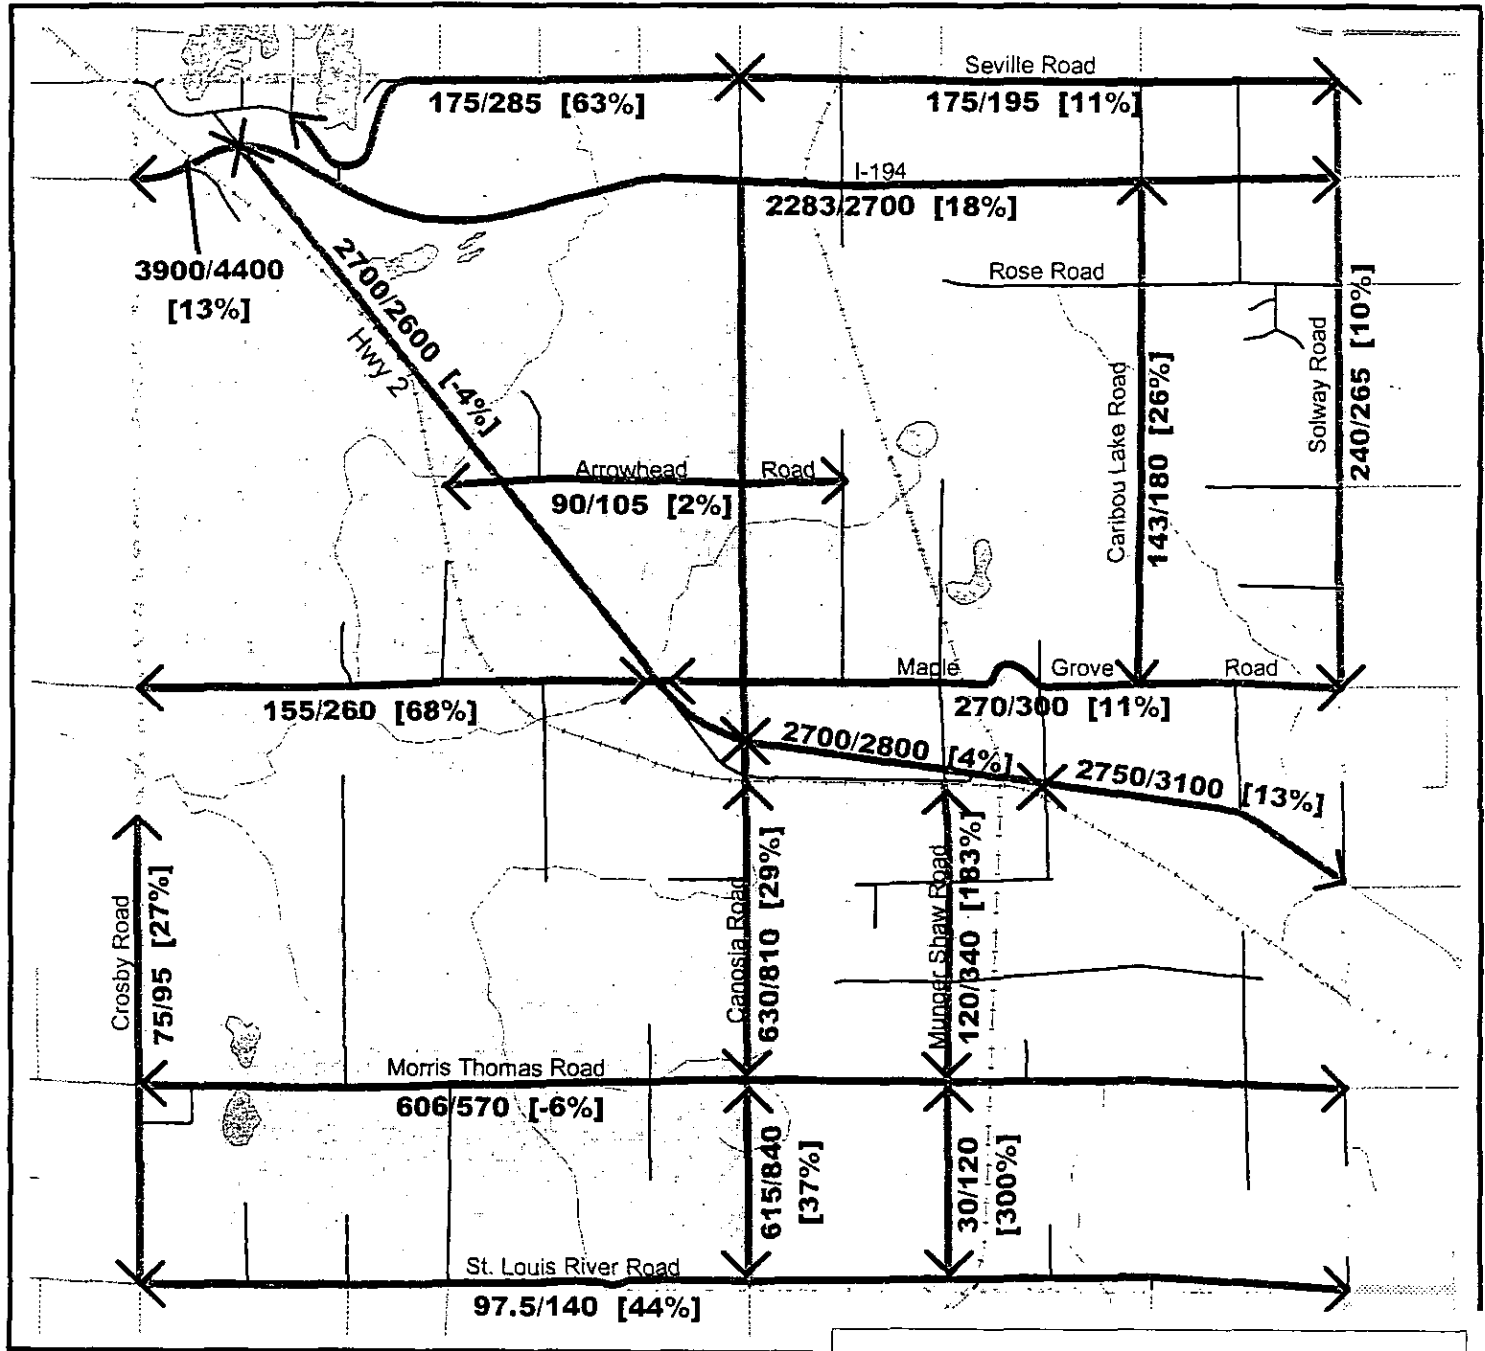 Seville Road
175/285 [63%]
175/195 [11%]
I-194
2283/2700 [18%]
3900/4400
[13%]
Rose Road
2700/2600 [-4%]
Hwy 2
Solway Road
240/265 [10%]
Caribou Lake Road
143/180 [26%]
Arrowhead Road
90/105 [2%]
Maple Grove Road
155/260 [68%]
270/300 [11%]
2700/2800 [4%]
2750/3100 [13%]
Crosby Road
75/95 [27%]
Canosia Road
630/810 [29%]
Munger Shaw Road
120/340 [183%]
Morris Thomas Road
606/570 [-6%]
615/840
[37%]
30/120
[300%]
St. Louis River Road
97.5/140 [44%]